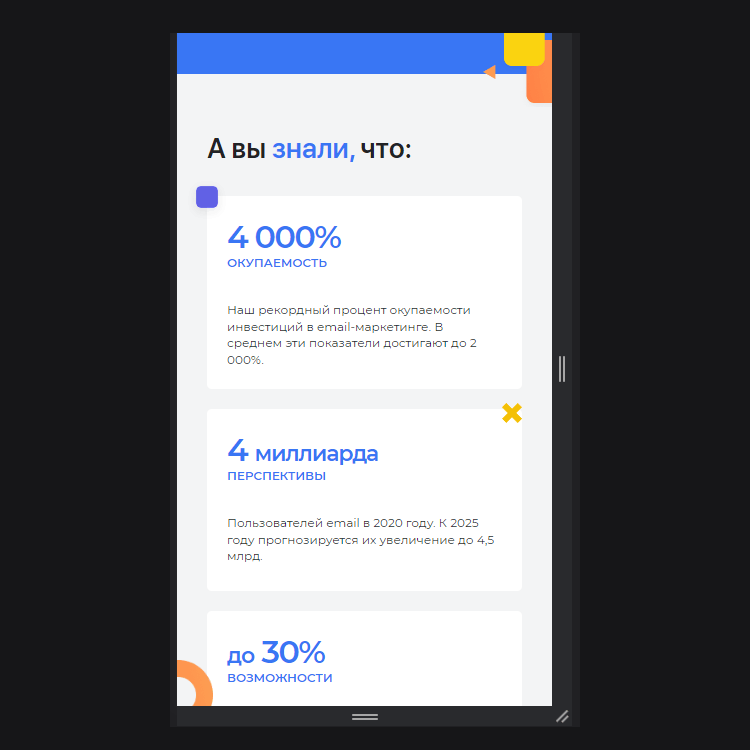 А вы знали, что:
4 000%
ОКУПАЕМОСТЬ
Наш рекордный процент окупаемости
инвестиций в email-маркетинге. В
среднем эти показатели достигают до 2
000%.
4 миллиарда
ПЕРСПЕКТИВЫ
Пользователей email в 2020 году. К 2025
году прогнозируется их увеличение до 4,5
млрд.
до 30%
ВОЗМОЖНОСТИ